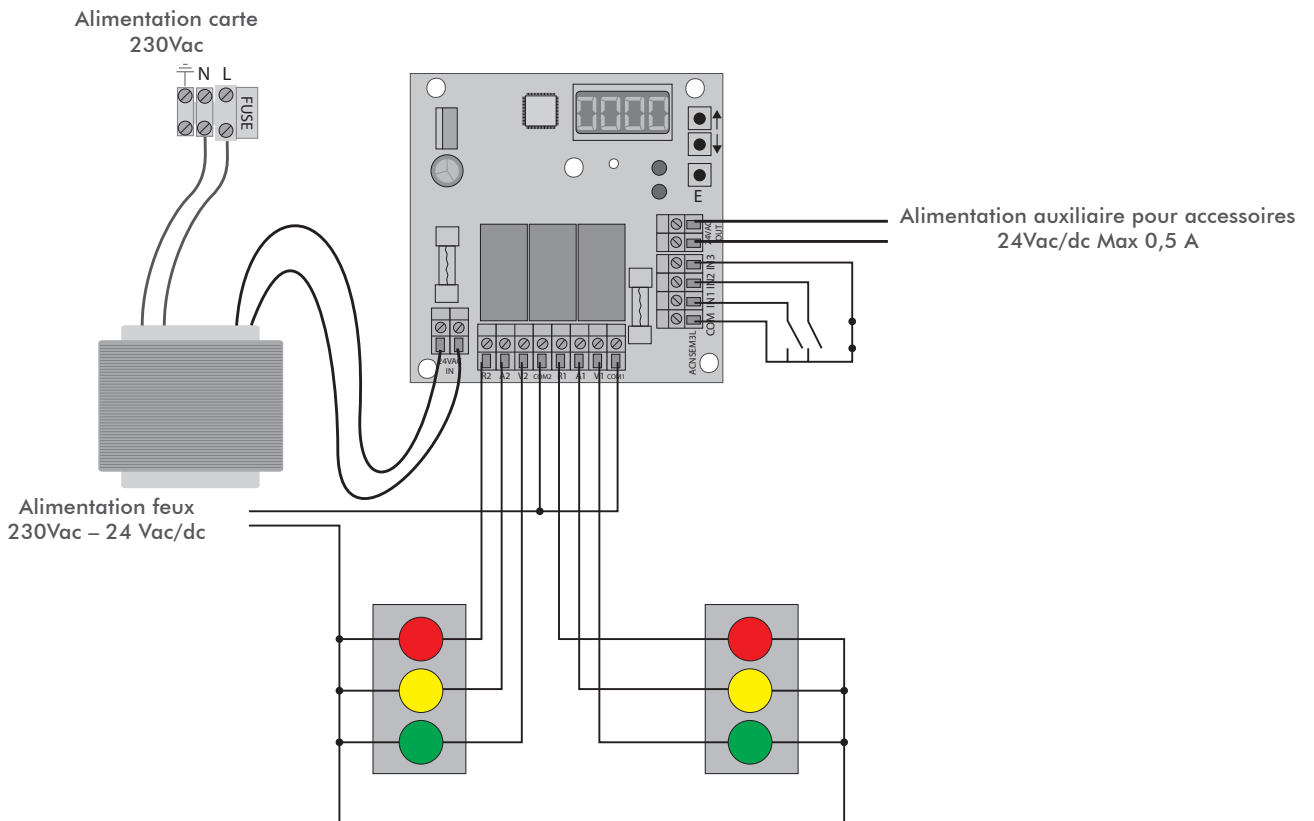 Alimentation carte
230Vac
N L
FUSE
E
24VAC
OUT
Alimentation auxiliaire pour accessoires
24Vac/dc Max 0,5 A
COM IN1 IN2 IN3
ACNSEM3L
24VAC
IN
R2 A2 V2 COM2 R1 A1 V1 COM1
Alimentation feux
230Vac – 24 Vac/dc